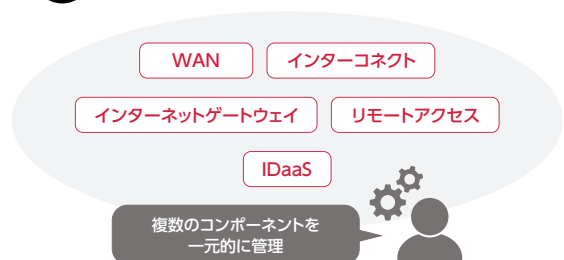 WAN
インターコネクト
インターネットゲートウェイ
リモートアクセス
IDaaS
複数のコンポーネントを
一元的に管理